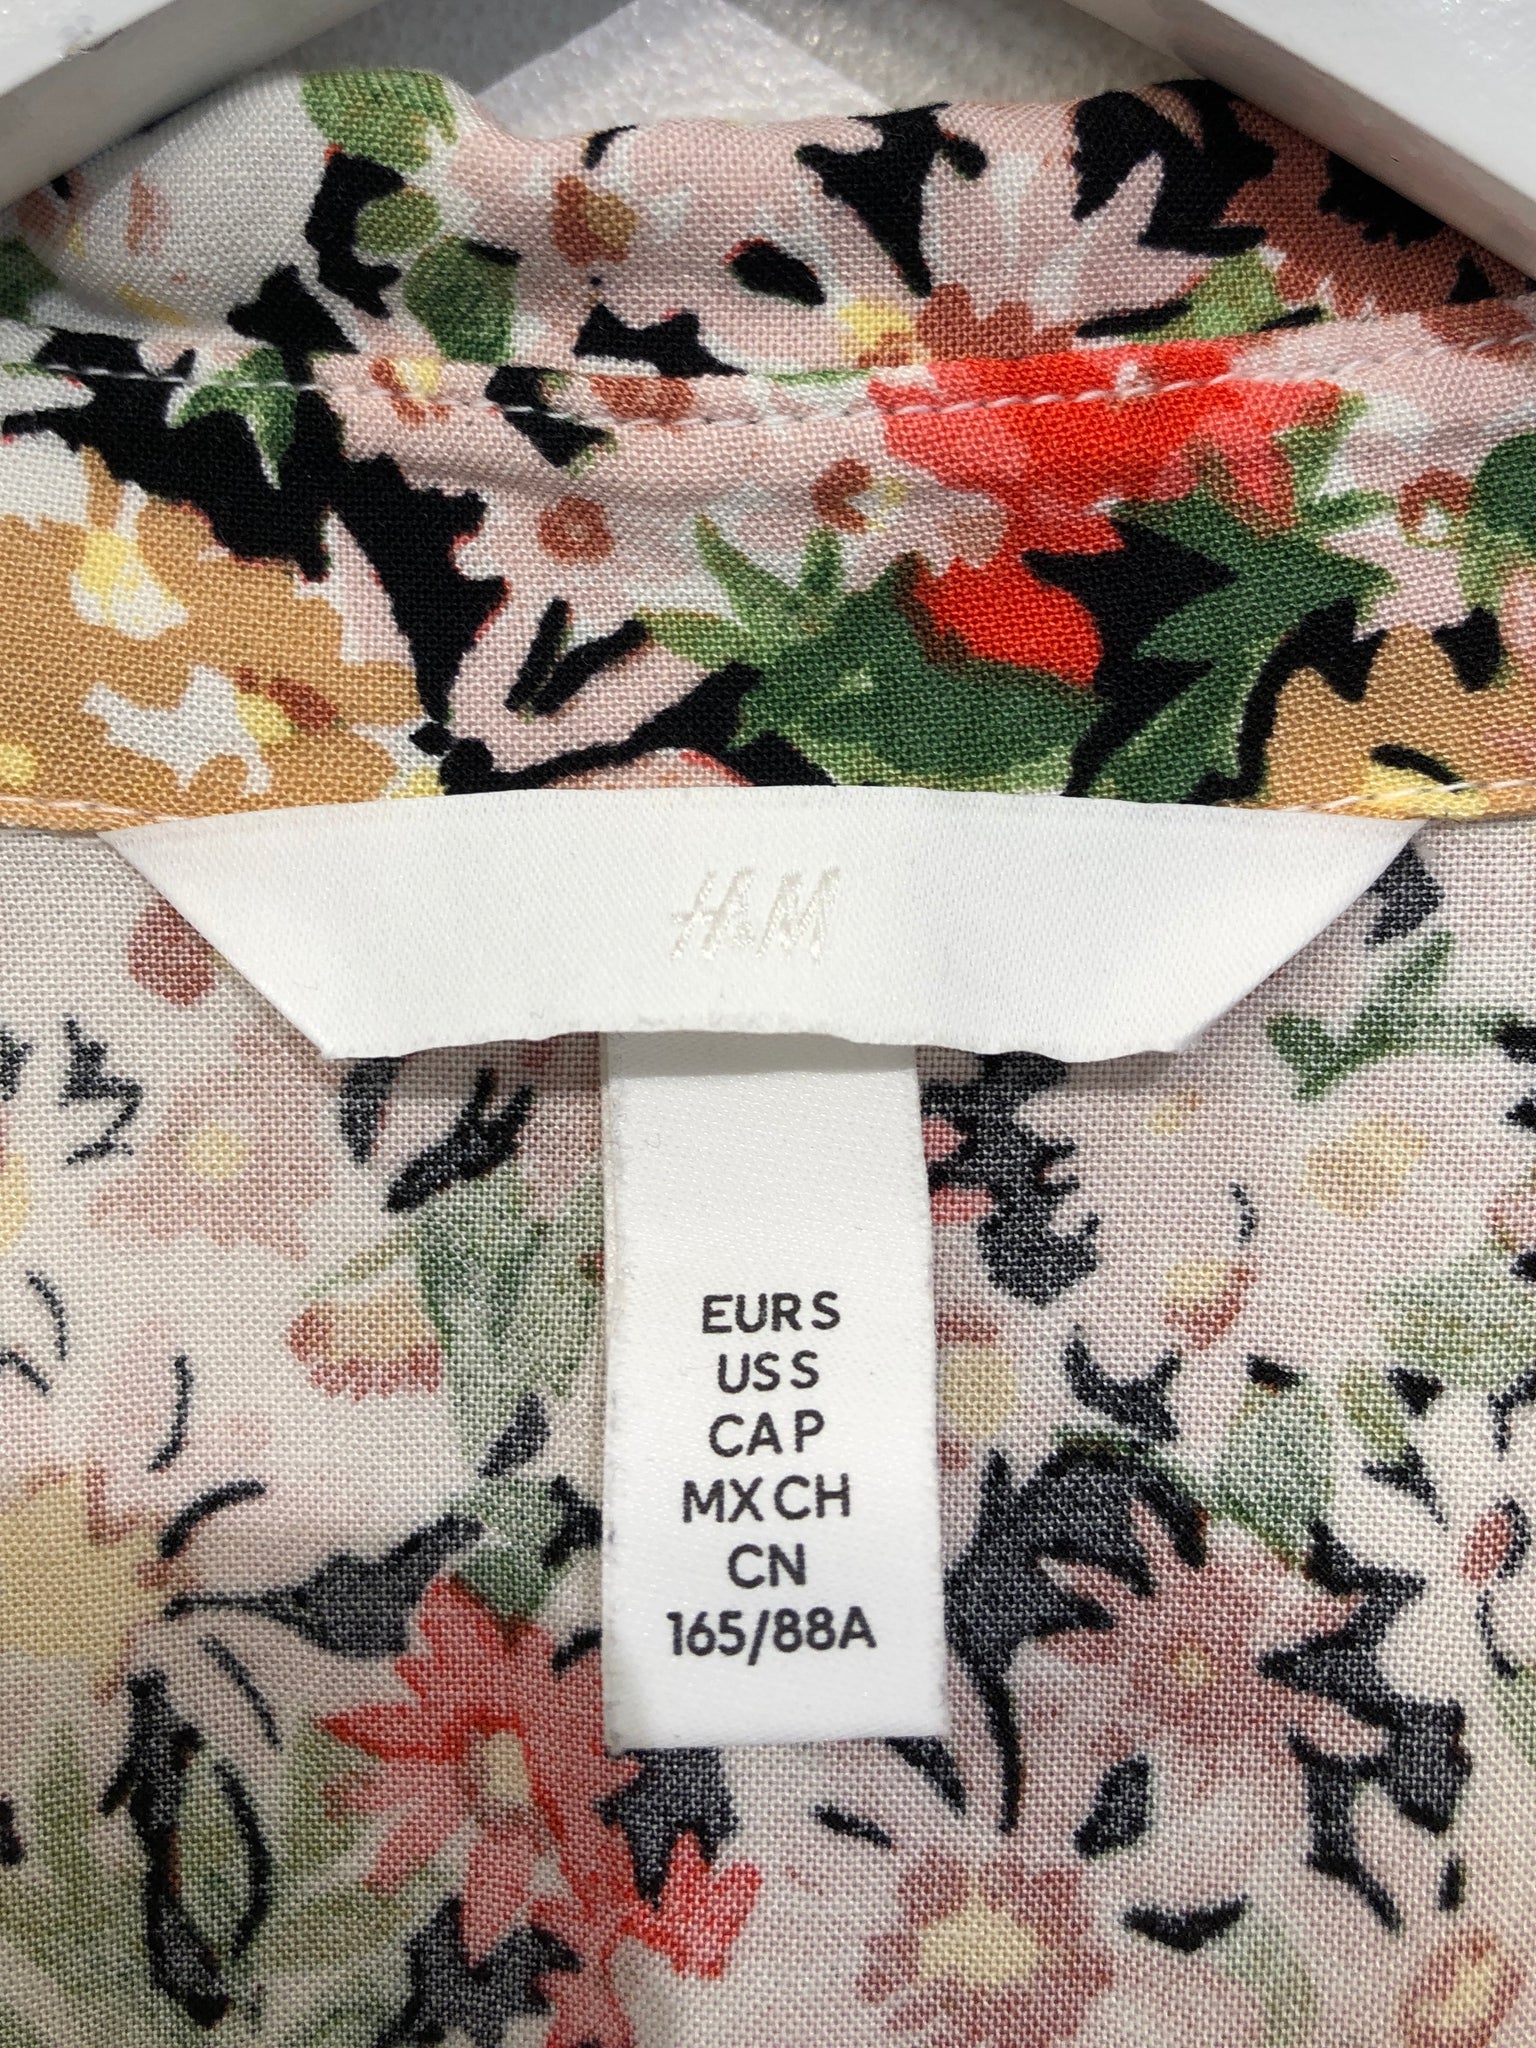 H&M
EUR S
US S
CA P
MX CH
CN
165/88A